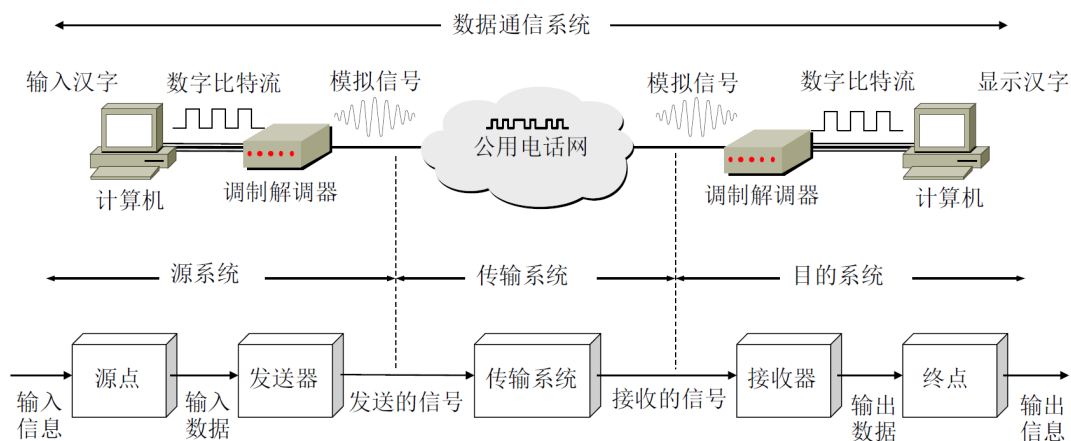 数据通信系统
输入汉字
数字比特流
模拟信号
模拟信号
数字比特流
显示汉字
公用电话网
计算机
调制解调器
调制解调器
计算机
源系统
传输系统
目的系统
源点
发送器
传输系统
接收器
终点
输入
信息
输入
数据
发送的信号
接收的信号
输出
数据
输出
信息